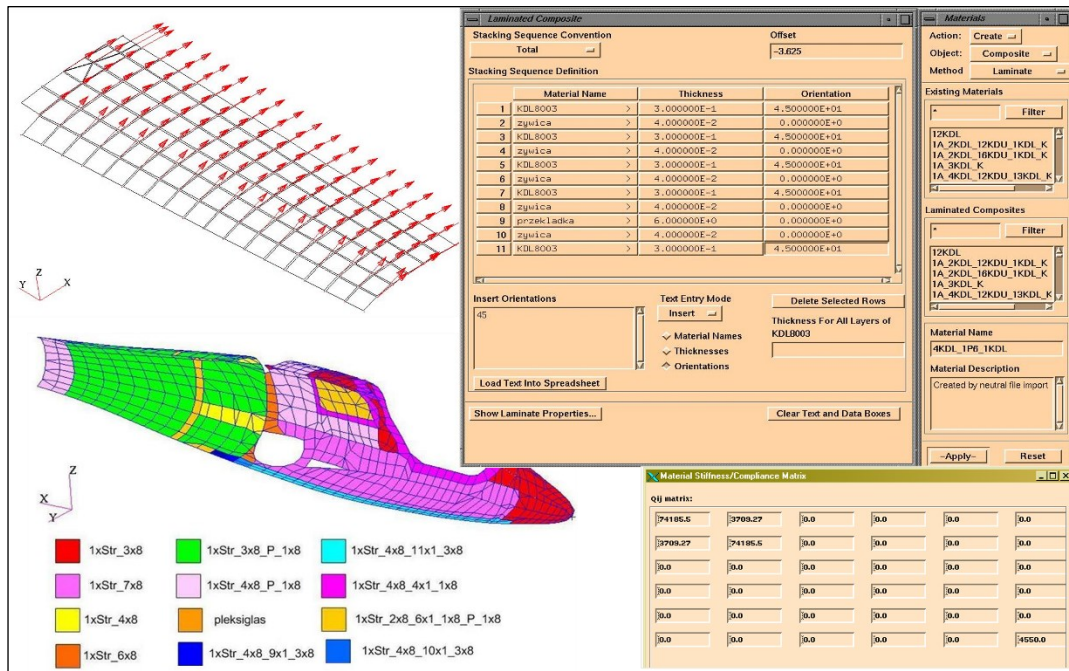 Z
Y X
Laminated Composite
Stacking Sequence Convention
Total
Offset
-3.625
Stacking Sequence Definition
Material Name Thickness Orientation
1 KDL8003 > 3.000000E-1 4.500000E+01
2 zywica > 4.000000E-2 0.000000E+0
3 KDL8003 > 3.000000E-1 4.500000E+01
4 zywica > 4.000000E-2 0.000000E+0
5 KDL8003 > 3.000000E-1 4.500000E+01
6 zywica > 4.000000E-2 0.000000E+0
7 KDL8003 > 3.000000E-1 4.500000E+01
8 zywica > 4.000000E-2 0.000000E+0
9 przekladka > 6.000000E+0 0.000000E+0
10 zywica > 4.000000E-2 0.000000E+0
11 KDL8003 > 3.000000E-1 4.500000E+01
Insert Orientations
45
Load Text Into Spreadsheet
Text Entry Mode
Insert
Material Names
Thicknesses
Orientations
Delete Selected Rows
Thickness For All Layers of
KDL8003
Show Laminate Properties...
Clear Text and Data Boxes
Materials
Action: Create
Object: Composite
Method Laminate
Existing Materials
* Filter
12KDL
1A_2KDL_12KDU_1KDL_K
1A_2KDL_16KDU_1KDL_K
1A_3KDL_K
1A_4KDL_12KDU_13KDL_K
Laminated Composites
* Filter
12KDL
1A_2KDL_12KDU_1KDL_K
1A_2KDL_16KDU_1KDL_K
1A_3KDL_K
1A_4KDL_12KDU_13KDL_K
Material Name
4KDL_1P6_1KDL
Material Description
Created by neutral file import
-Apply- Reset
Z
X
Y
1xStr_3x8 1xStr_3x8_P_1x8 1xStr_4x8_11x1_3x8
1xStr_7x8 1xStr_4x8_P_1x8 1xStr_4x8_4x1_1x8
1xStr_4x8 pleksiglas 1xStr_2x8_6x1_1x8_P_1x8
1xStr_6x8 1xStr_4x8_9x1_3x8 1xStr_4x8_10x1_3x8
Material Stiffness/Compliance Matrix
Qij matrix:
74185.5 3709.27 0.0 0.0 0.0 0.0
3709.27 74185.5 0.0 0.0 0.0 0.0
0.0 0.0 0.0 0.0 0.0 0.0
0.0 0.0 0.0 0.0 0.0 0.0
0.0 0.0 0.0 0.0 0.0 0.0
0.0 0.0 0.0 0.0 0.0 4550.0